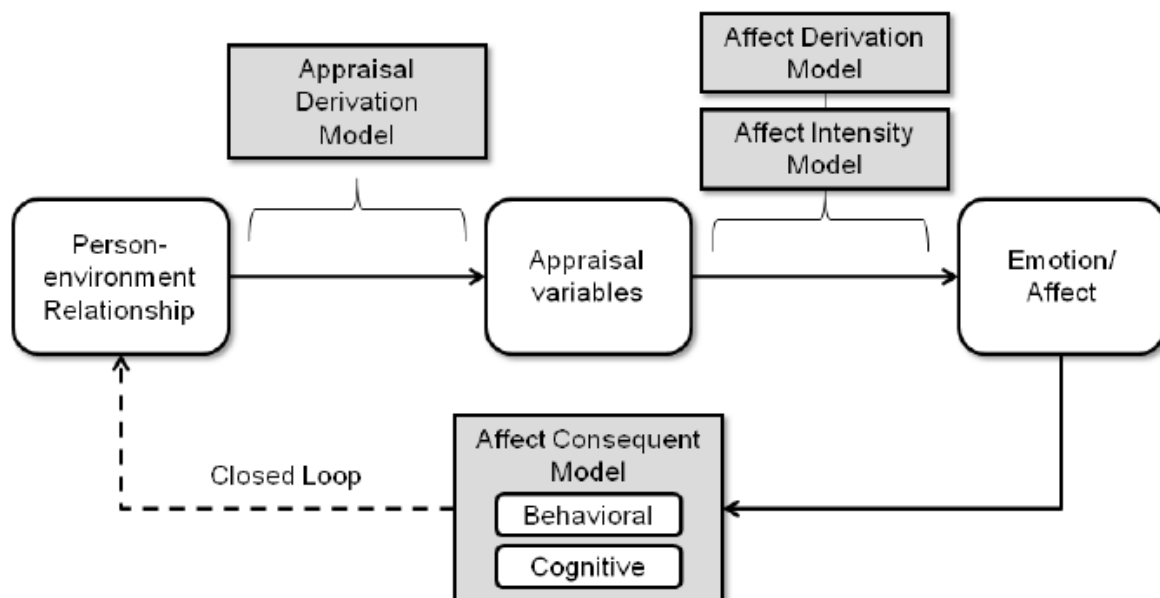 Appraisal
Derivation
Model
Affect Derivation
Model
Affect Intensity
Model
Person-
environment
Relationship
Appraisal
variables
Emotion/
Affect
Affect Consequent
Model
Behavioral
Cognitive
Closed Loop